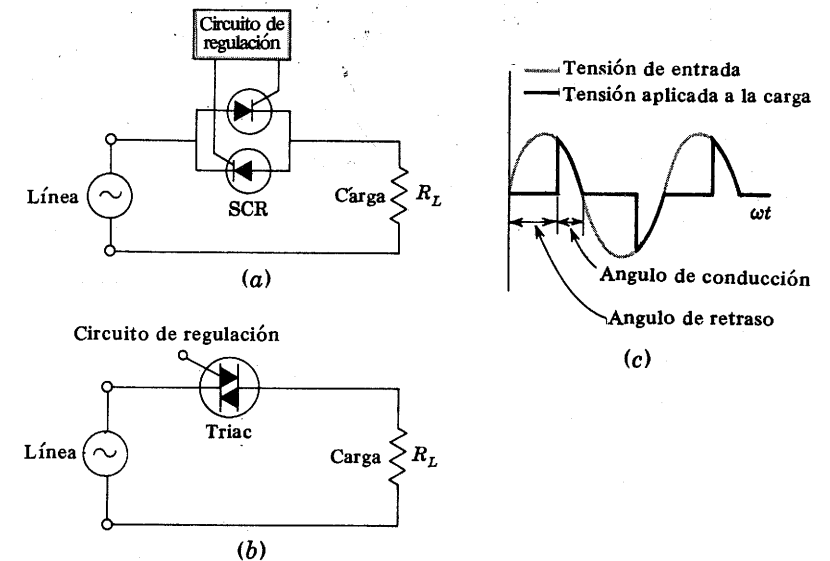 Circuito de
regulación
Línea
SCR
Carga
R_L
(a)
Circuito de regulación
Triac
Línea
Carga
R_L
(b)
Tensión de entrada
Tensión aplicada a la carga
ωt
Angulo de conducción
Angulo de retraso
(c)